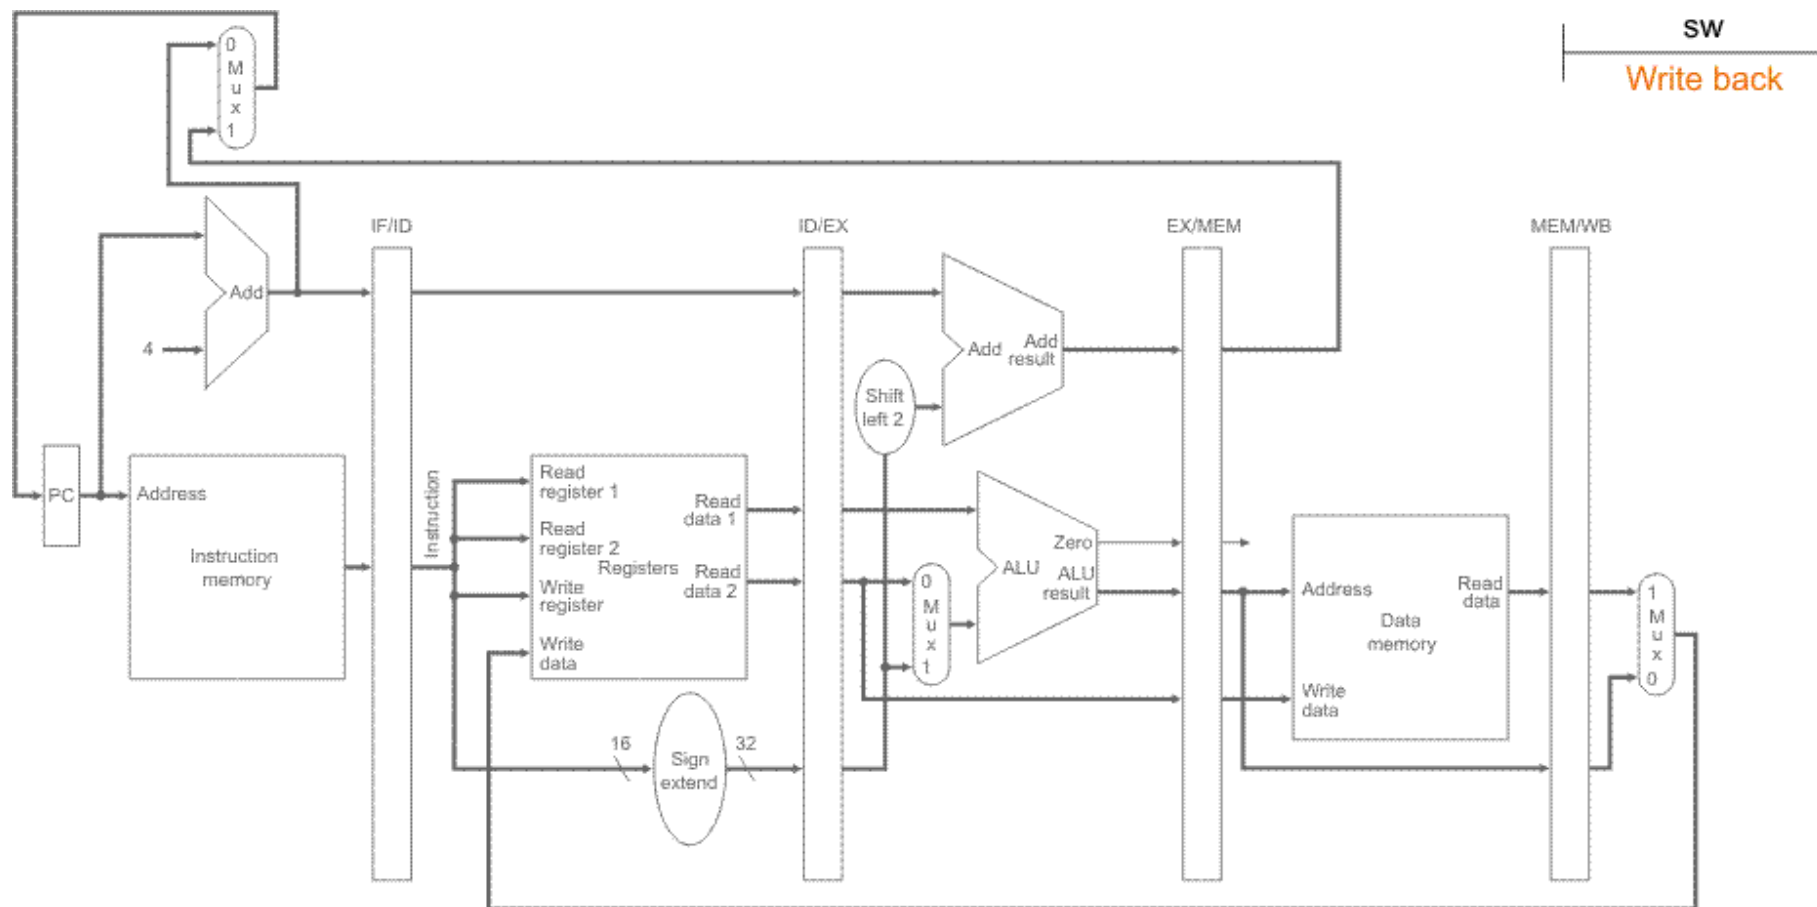 SW
Write back
0
M
u
x
1
IF/ID
ID/EX
EX/MEM
MEM/WB
Add
4
Add
Add
result
Shift
left 2
PC
Address
Instruction
memory
Instruction
Read
register 1
Read
register 2
Write
register
Write
data
Registers
Read
data 1
Read
data 2
16
Sign
extend
32
0
M
u
x
1
Zero
ALU
ALU
result
Address
Read
data
Data
memory
Write
data
1
M
u
x
0